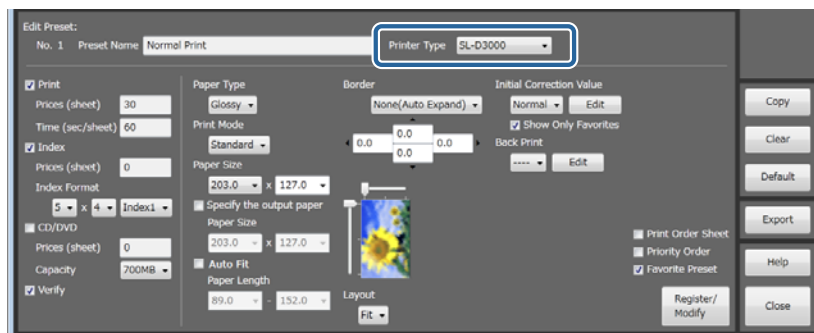 Edit Preset:
No. 1 Preset Name Normal Print Printer Type SL-D3000
Print
Prices (sheet) 30
Time (sec/sheet) 60
Index
Prices (sheet) 0
Index Format
5 x 4 Index1
CD/DVD
Prices (sheet) 0
Capacity 700MB
Verify
Paper Type
Glossy
Print Mode
Standard
Paper Size
203.0 x 127.0
Specify the output paper
Paper Size
203.0 x 127.0
Auto Fit
Paper Length
89.0 - 152.0
Border
None(Auto Expand)
0.0
0.0 0.0
0.0
Layout
Fit
Initial Correction Value
Normal Edit
Show Only Favorites
Back Print
---- Edit
Print Order Sheet
Priority Order
Favorite Preset
Register/
Modify
Copy
Clear
Default
Export
Help
Close